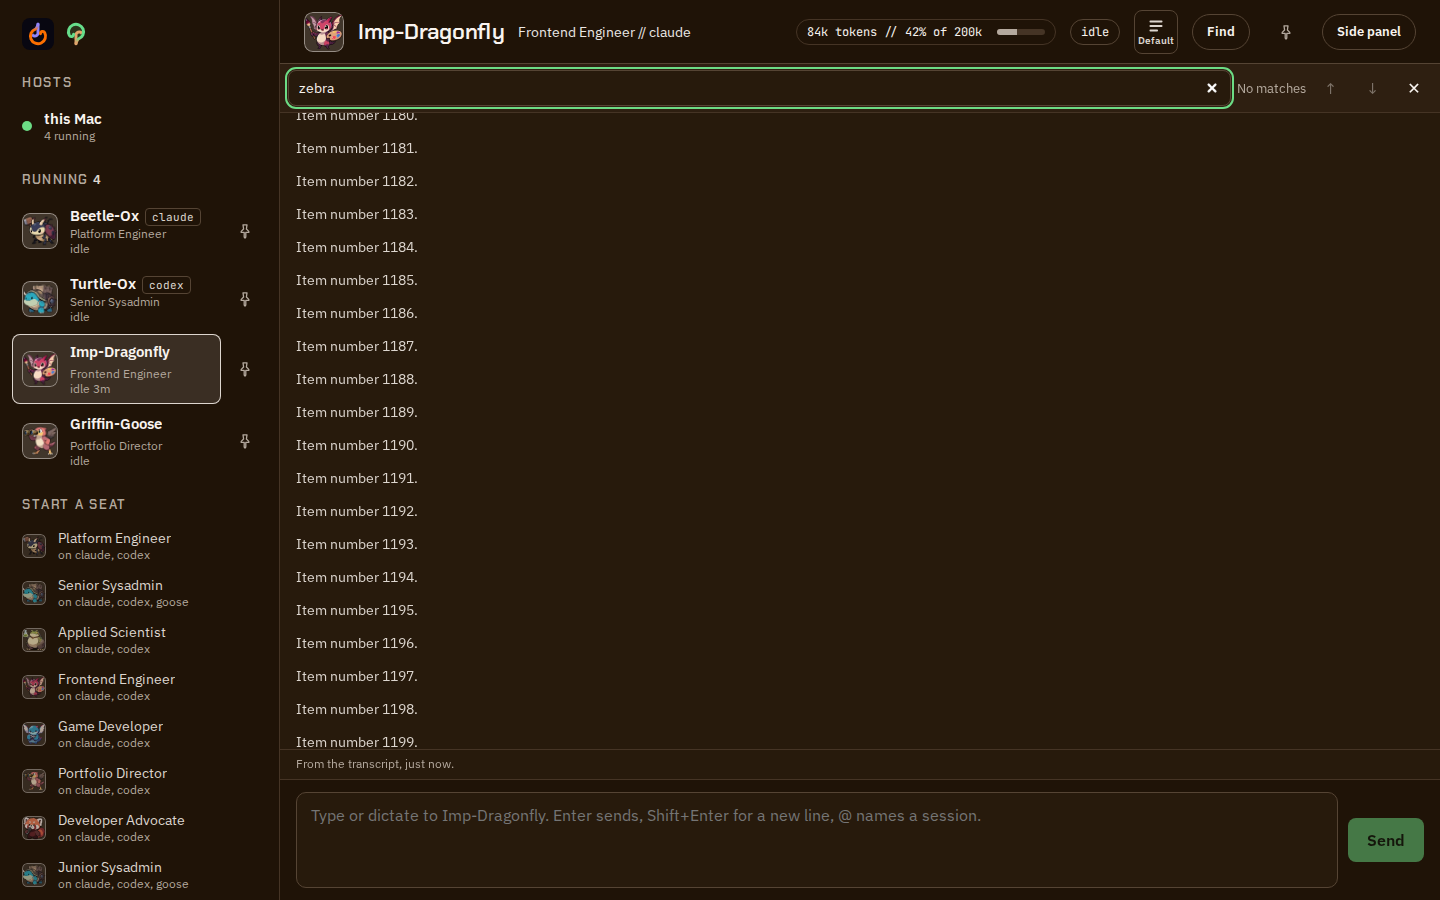 Imp-Dragonfly
Frontend Engineer // claude
84k tokens // 42% of 200k
idle
Default
Find
Side panel
HOSTS
this Mac
4 running
RUNNING 4
Beetle-Ox claude
Platform Engineer
idle
Turtle-Ox codex
Senior Sysadmin
idle
Imp-Dragonfly
Frontend Engineer
idle 3m
Griffin-Goose
Portfolio Director
idle
START A SEAT
Platform Engineer
on claude, codex
Senior Sysadmin
on claude, codex, goose
Applied Scientist
on claude, codex
Frontend Engineer
on claude, codex
Game Developer
on claude, codex
Portfolio Director
on claude, codex
Developer Advocate
on claude, codex
Junior Sysadmin
on claude, codex, goose
zebra
No matches
Item number 1180.
Item number 1181.
Item number 1182.
Item number 1183.
Item number 1184.
Item number 1185.
Item number 1186.
Item number 1187.
Item number 1188.
Item number 1189.
Item number 1190.
Item number 1191.
Item number 1192.
Item number 1193.
Item number 1194.
Item number 1195.
Item number 1196.
Item number 1197.
Item number 1198.
Item number 1199.
From the transcript, just now.
Type or dictate to Imp-Dragonfly. Enter sends, Shift+Enter for a new line, @ names a session.
Send